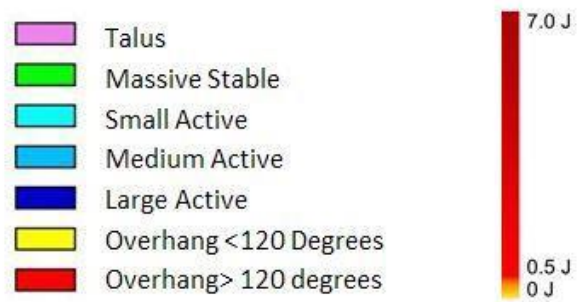 Talus
Massive Stable
Small Active
Medium Active
Large Active
Overhang <120 Degrees
Overhang> 120 degrees
7.0 J
0.5 J
0 J